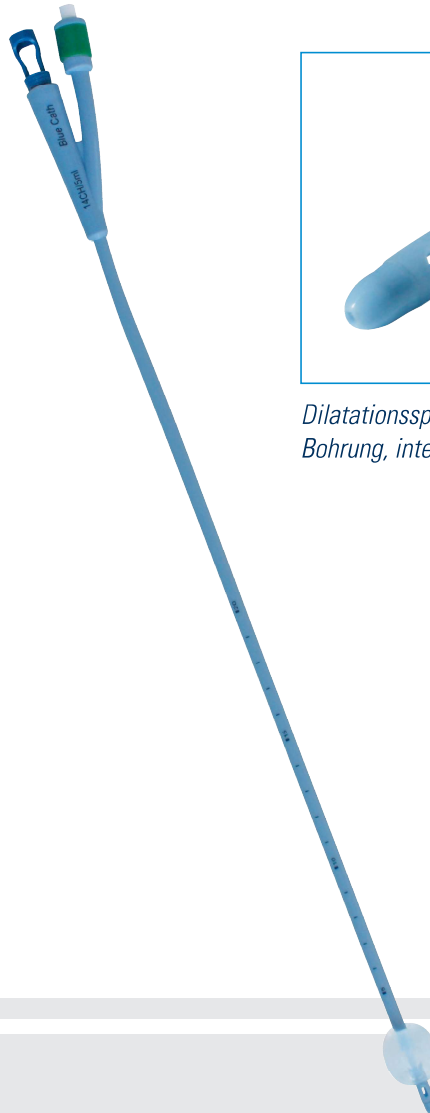 Blue Cath
14CH/5ml
Dilatationssp
Bohrung, inte